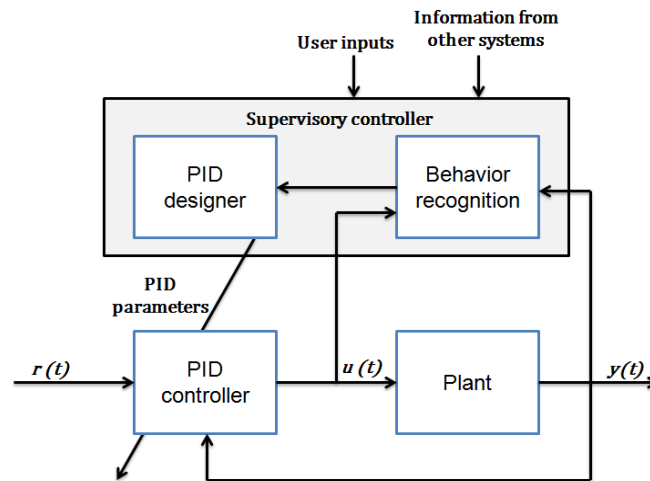 User inputs
Information from
other systems
Supervisory controller
PID
designer
Behavior
recognition
PID
parameters
r (t)
PID
controller
u (t)
Plant
y(t)